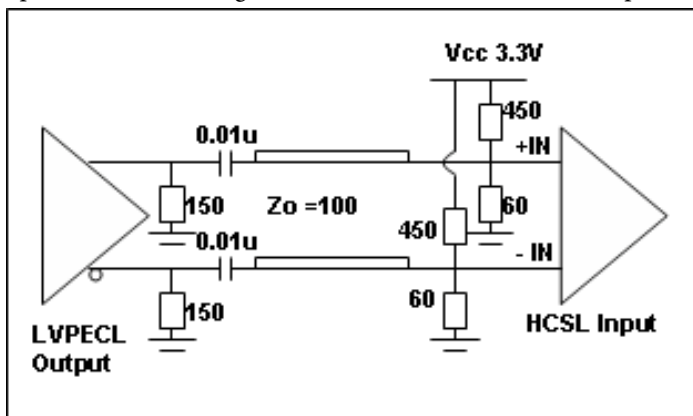 Vcc 3.3V
450
0.01u
+IN
150
Zo =100
60
0.01u
450
- IN
150
60
LVPECL
Output
HCSL Input